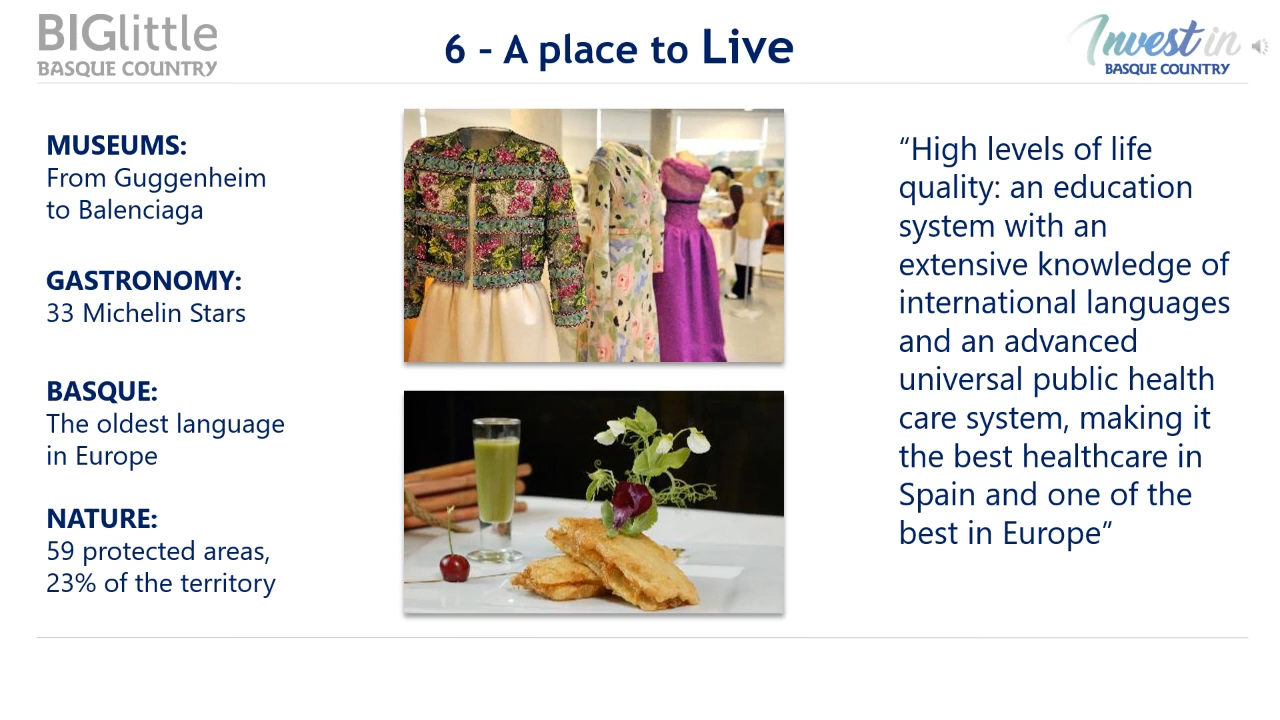 BIGlittle
BASQUE COUNTRY
6 – A place to Live
Invest in
BASQUE COUNTRY
MUSEUMS:
From Guggenheim
to Balenciaga
GASTRONOMY:
33 Michelin Stars
BASQUE:
The oldest language
in Europe
NATURE:
59 protected areas,
23% of the territory
“High levels of life
quality: an education
system with an
extensive knowledge of
international languages
and an advanced
universal public health
care system, making it
the best healthcare in
Spain and one of the
best in Europe”